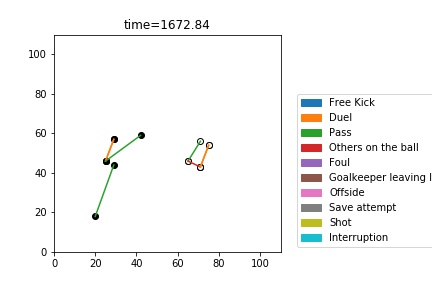 time=1672.84
100
80
60
40
20
0
0 20 40 60 80 100
Free Kick
Duel
Pass
Others on the ball
Foul
Goalkeeper leaving l
Offside
Save attempt
Shot
Interruption